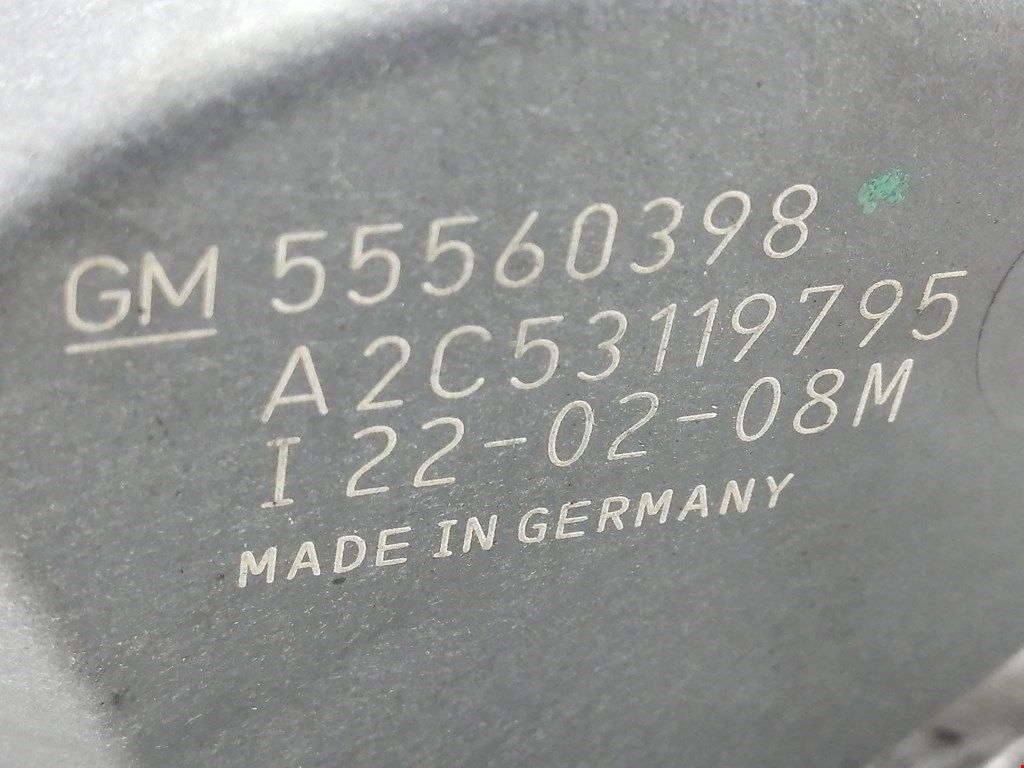 GM 55560398
A2C53119795
I 22-02-08M
MADE IN GERMANY